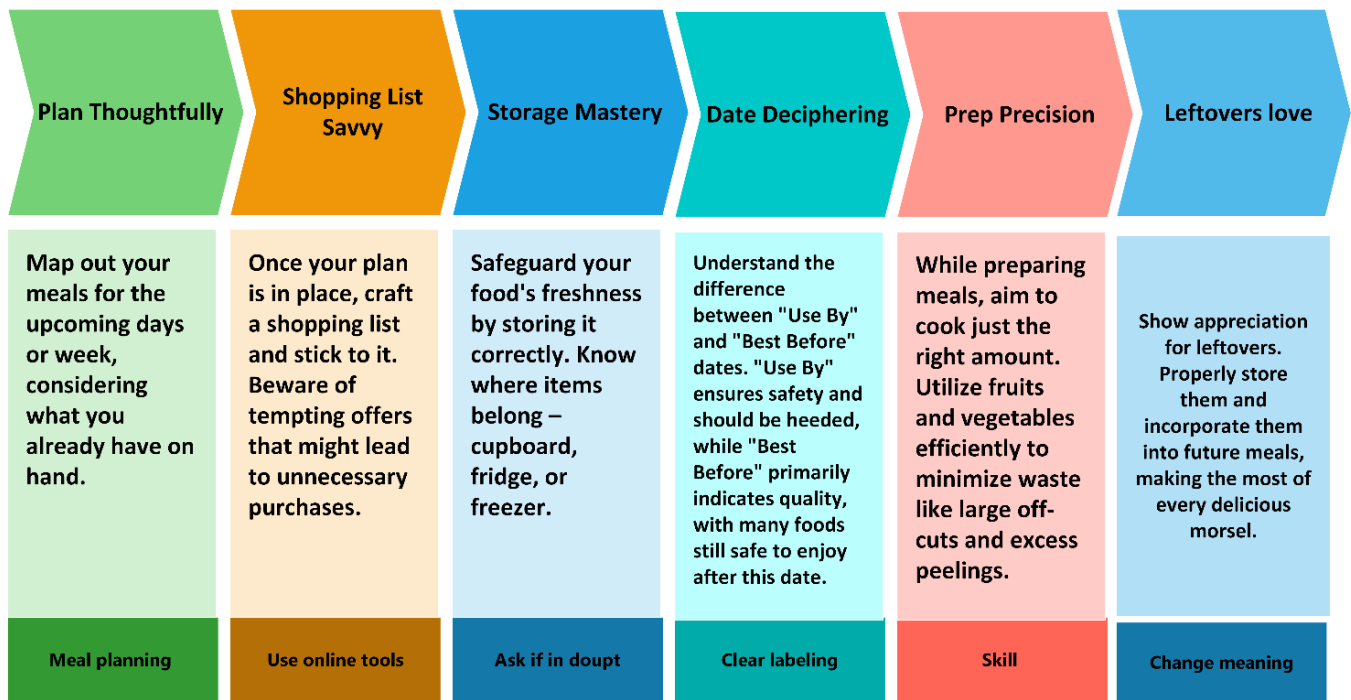 Plan Thoughtfully
Shopping List
Savvy
Storage Mastery
Date Deciphering
Prep Precision
Leftovers love
Map out your
meals for the
upcoming days
or week,
considering
what you
already have on
hand.
Once your plan
is in place, craft
a shopping list
and stick to it.
Beware of
tempting offers
that might lead
to unnecessary
purchases.
Safeguard your
food's freshness
by storing it
correctly. Know
where items
belong –
cupboard,
fridge, or
freezer.
Understand the
difference
between "Use By"
and "Best Before"
dates. "Use By"
ensures safety and
should be heeded,
while "Best
Before" primarily
indicates quality,
with many foods
still safe to enjoy
after this date.
While preparing
meals, aim to
cook just the
right amount.
Utilize fruits
and vegetables
efficiently to
minimize waste
like large off-
cuts and excess
peelings.
Show appreciation
for leftovers.
Properly store
them and
incorporate them
into future meals,
making the most of
every delicious
morsel.
Meal planning
Use online tools
Ask if in doupt
Clear labeling
Skill
Change meaning